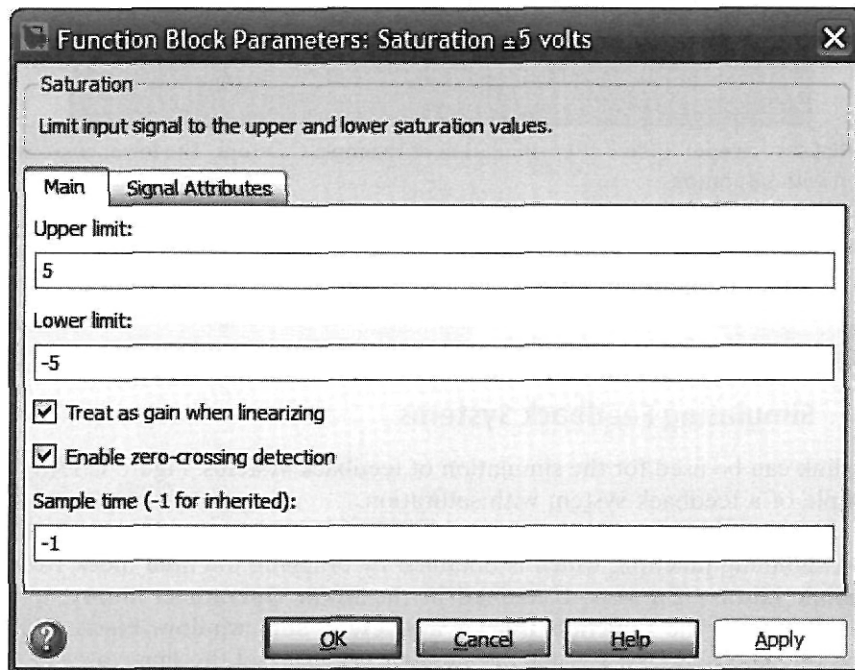 Function Block Parameters: Saturation ±5 volts
Saturation
Limit input signal to the upper and lower saturation values.
Main
Signal Attributes
Upper limit:
5
Lower limit:
-5
Treat as gain when linearizing
Enable zero-crossing detection
Sample time (-1 for inherited):
-1
OK
Cancel
Help
Apply